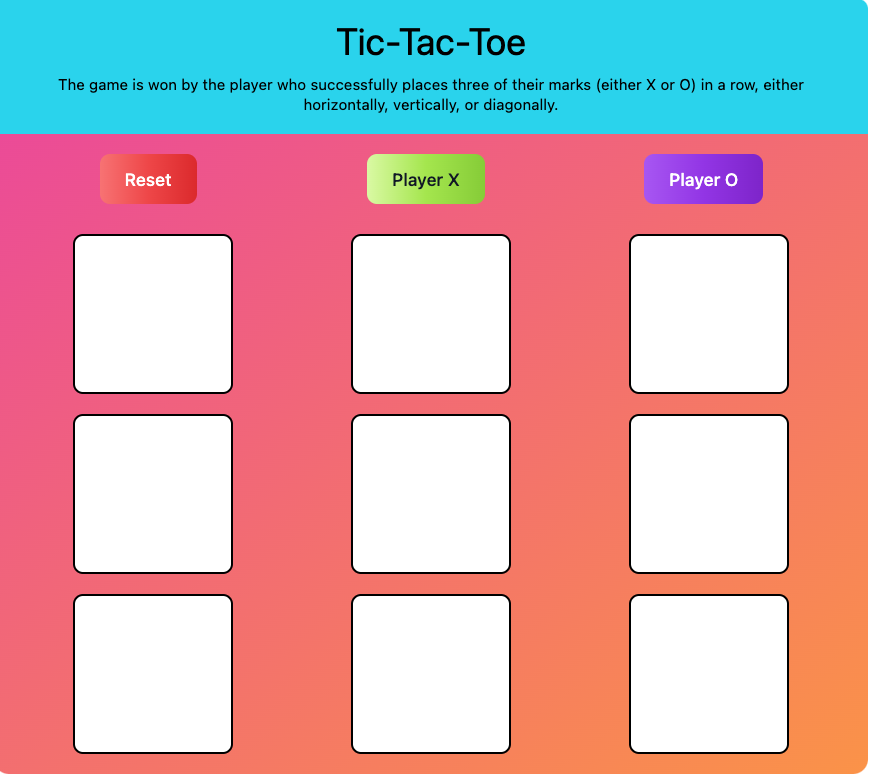 Tic-Tac-Toe
The game is won by the player who successfully places three of their marks (either X or O) in a row, either
horizontally, vertically, or diagonally.
Reset
Player X
Player O